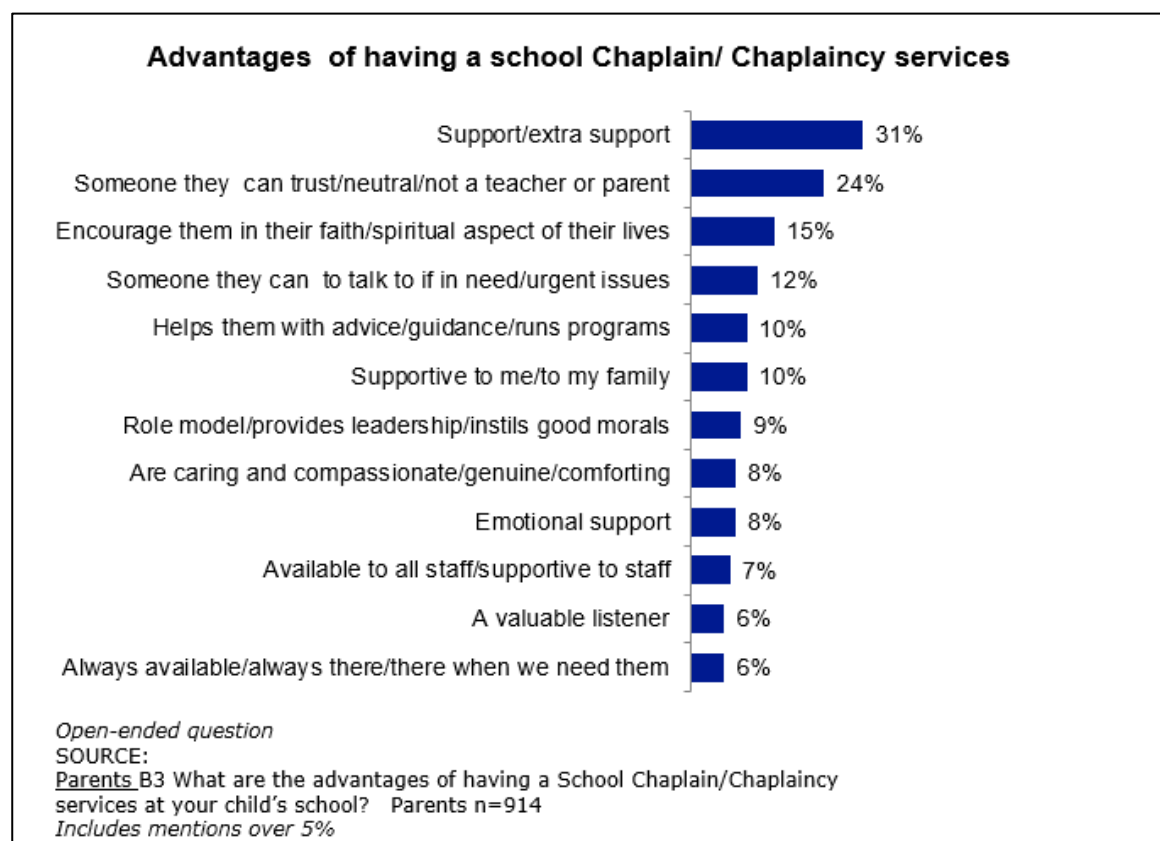 Advantages of having a school Chaplain/ Chaplaincy services
Support/extra support 31%
Someone they can trust/neutral/not a teacher or parent 24%
Encourage them in their faith/spiritual aspect of their lives 15%
Someone they can to talk to if in need/urgent issues 12%
Helps them with advice/guidance/runs programs 10%
Supportive to me/to my family 10%
Role model/provides leadership/instils good morals 9%
Are caring and compassionate/genuine/comforting 8%
Emotional support 8%
Available to all staff/supportive to staff 7%
A valuable listener 6%
Always available/always there/there when we need them 6%
Open-ended question
SOURCE:
Parents B3 What are the advantages of having a School Chaplain/Chaplaincy
services at your child's school? Parents n=914
Includes mentions over 5%